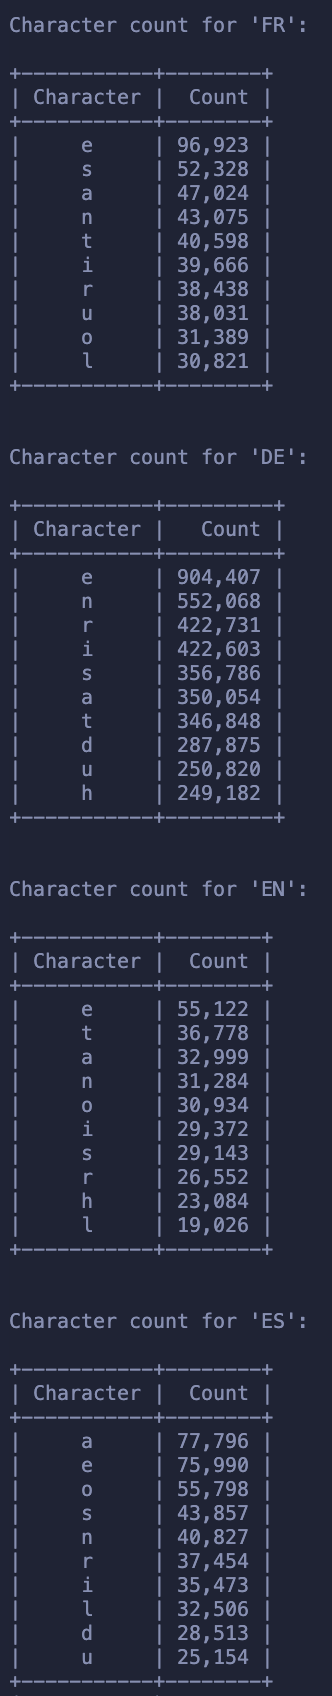 Character count for 'FR':
+-----------+--------+
| Character |  Count |
+-----------+--------+
|     e     | 96,923 |
|     s     | 52,328 |
|     a     | 47,024 |
|     n     | 43,075 |
|     t     | 40,598 |
|     i     | 39,666 |
|     r     | 38,438 |
|     u     | 38,031 |
|     o     | 31,389 |
|     l     | 30,821 |
+-----------+--------+
Character count for 'DE':
+-----------+---------+
| Character |   Count |
+-----------+---------+
|     e     | 904,407 |
|     n     | 552,068 |
|     r     | 422,731 |
|     i     | 422,603 |
|     s     | 356,786 |
|     a     | 350,054 |
|     t     | 346,848 |
|     d     | 287,875 |
|     u     | 250,820 |
|     h     | 249,182 |
+-----------+---------+
Character count for 'EN':
+-----------+--------+
| Character |  Count |
+-----------+--------+
|     e     | 55,122 |
|     t     | 36,778 |
|     a     | 32,999 |
|     n     | 31,284 |
|     o     | 30,934 |
|     i     | 29,372 |
|     s     | 29,143 |
|     r     | 26,552 |
|     h     | 23,084 |
|     l     | 19,026 |
+-----------+--------+
Character count for 'ES':
+-----------+--------+
| Character |  Count |
+-----------+--------+
|     a     | 77,796 |
|     e     | 75,990 |
|     o     | 55,798 |
|     s     | 43,857 |
|     n     | 40,827 |
|     r     | 37,454 |
|     i     | 35,473 |
|     l     | 32,506 |
|     d     | 28,513 |
|     u     | 25,154 |
+-----------+--------+